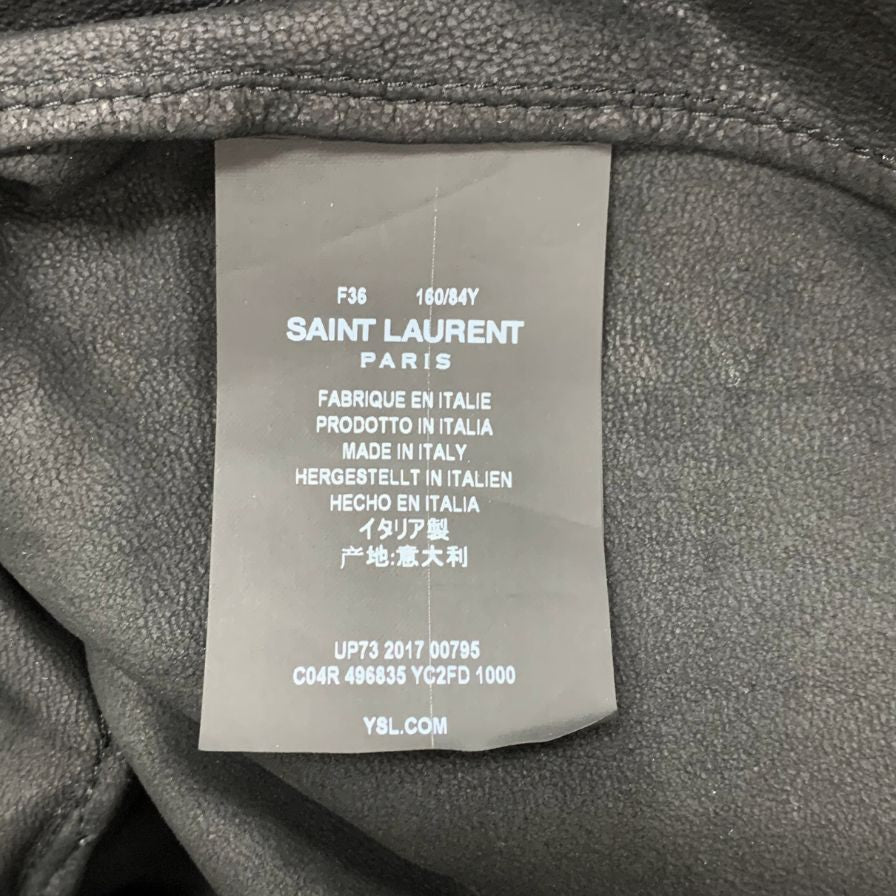 F36 160/84Y
SAINT LAURENT
PARIS
FABRIQUE EN ITALIE
PRODOTTO IN ITALIA
MADE IN ITALY
HERGESTELLT IN ITALIEN
HECHO EN ITALIA
イタリア製
产地:意大利
UP73 2017 00795
C04R 496835 YC2FD 1000
YSL.COM